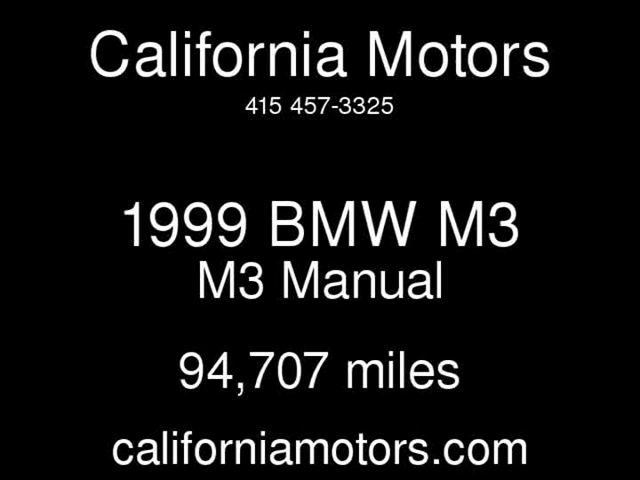 California Motors
415 457-3325
1999 BMW M3
M3 Manual
94,707 miles
californiamotors.com